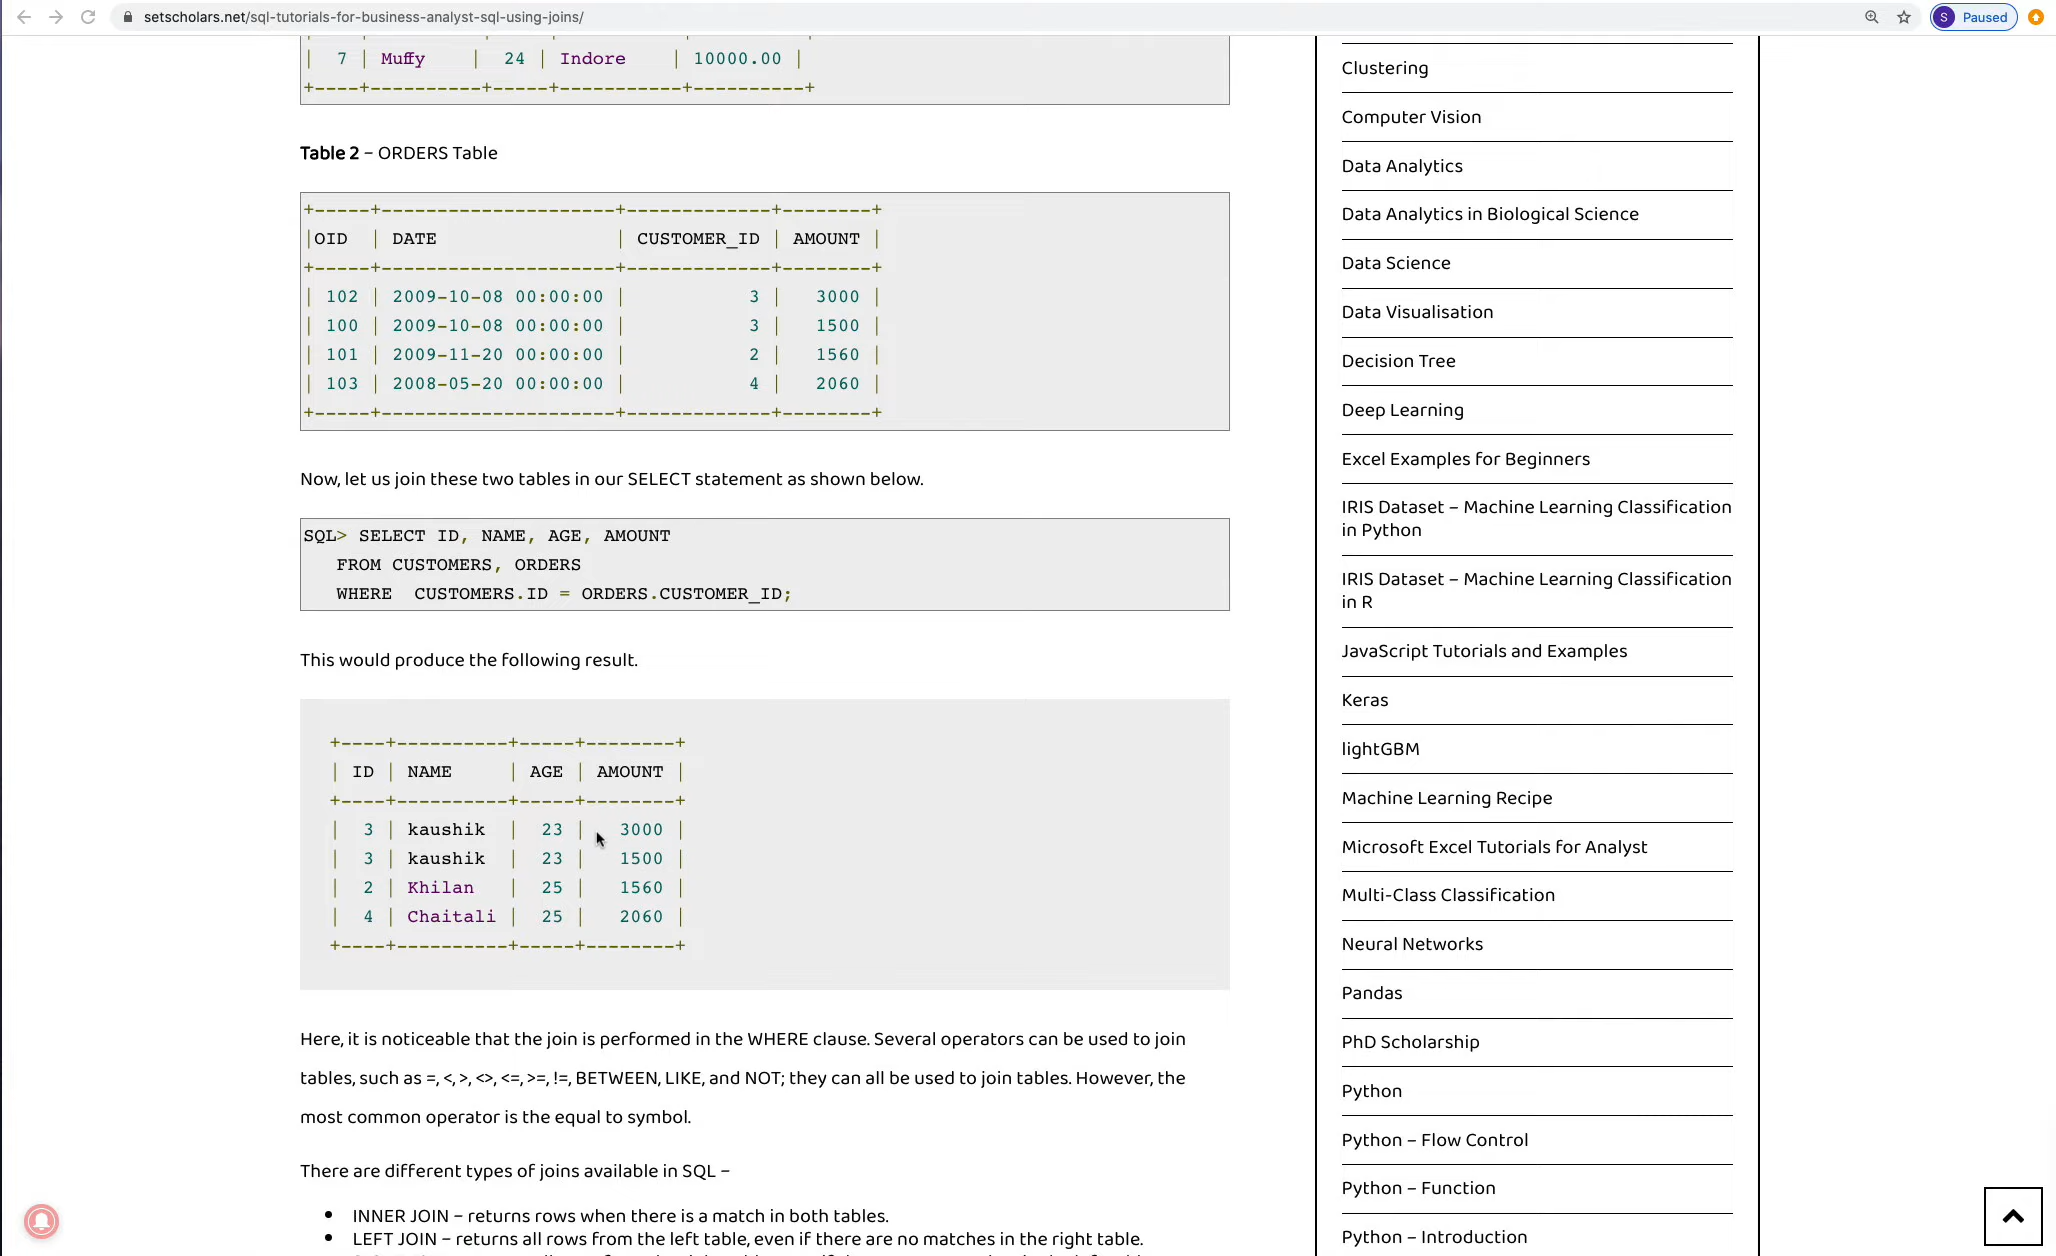 setscholars.net/sql-tutorials-for-business-analyst-sql-using-joins/
S Paused
|  7 | Muffy    |  24 | Indore    | 10000.00 |
+----+----------+-----+-----------+----------+
Table 2 – ORDERS Table
+-----+---------------------+-------------+--------+
|OID  | DATE                | CUSTOMER_ID | AMOUNT |
+-----+---------------------+-------------+--------+
| 102 | 2009-10-08 00:00:00 |           3 |   3000 |
| 100 | 2009-10-08 00:00:00 |           3 |   1500 |
| 101 | 2009-11-20 00:00:00 |           2 |   1560 |
| 103 | 2008-05-20 00:00:00 |           4 |   2060 |
+-----+---------------------+-------------+--------+
Now, let us join these two tables in our SELECT statement as shown below.
SQL> SELECT ID, NAME, AGE, AMOUNT
   FROM CUSTOMERS, ORDERS
   WHERE  CUSTOMERS.ID = ORDERS.CUSTOMER_ID;
This would produce the following result.
+----+----------+-----+--------+
| ID | NAME     | AGE | AMOUNT |
+----+----------+-----+--------+
|  3 | kaushik  |  23 |   3000 |
|  3 | kaushik  |  23 |   1500 |
|  2 | Khilan   |  25 |   1560 |
|  4 | Chaitali |  25 |   2060 |
+----+----------+-----+--------+
Here, it is noticeable that the join is performed in the WHERE clause. Several operators can be used to join
tables, such as =, <, >, <>, <=, >=, !=, BETWEEN, LIKE, and NOT; they can all be used to join tables. However, the
most common operator is the equal to symbol.
There are different types of joins available in SQL –
• INNER JOIN – returns rows when there is a match in both tables.
• LEFT JOIN – returns all rows from the left table, even if there are no matches in the right table.
Clustering
Computer Vision
Data Analytics
Data Analytics in Biological Science
Data Science
Data Visualisation
Decision Tree
Deep Learning
Excel Examples for Beginners
IRIS Dataset – Machine Learning Classification
in Python
IRIS Dataset – Machine Learning Classification
in R
JavaScript Tutorials and Examples
Keras
lightGBM
Machine Learning Recipe
Microsoft Excel Tutorials for Analyst
Multi-Class Classification
Neural Networks
Pandas
PhD Scholarship
Python
Python – Flow Control
Python – Function
Python – Introduction